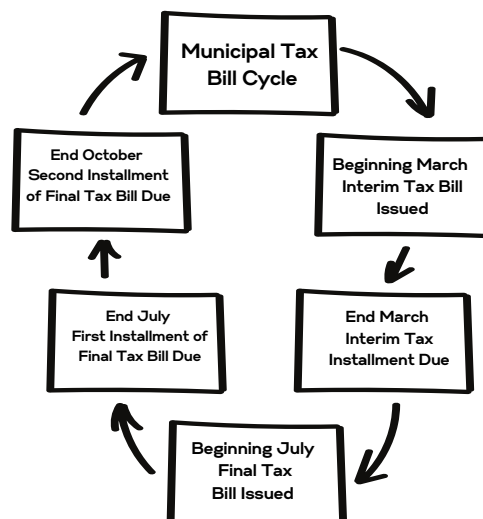 Municipal Tax
Bill Cycle
Beginning March
Interim Tax Bill
Issued
End March
Interim Tax
Installment Due
Beginning July
Final Tax
Bill Issued
End July
First Installment of
Final Tax Bill Due
End October
Second Installment
of Final Tax Bill Due